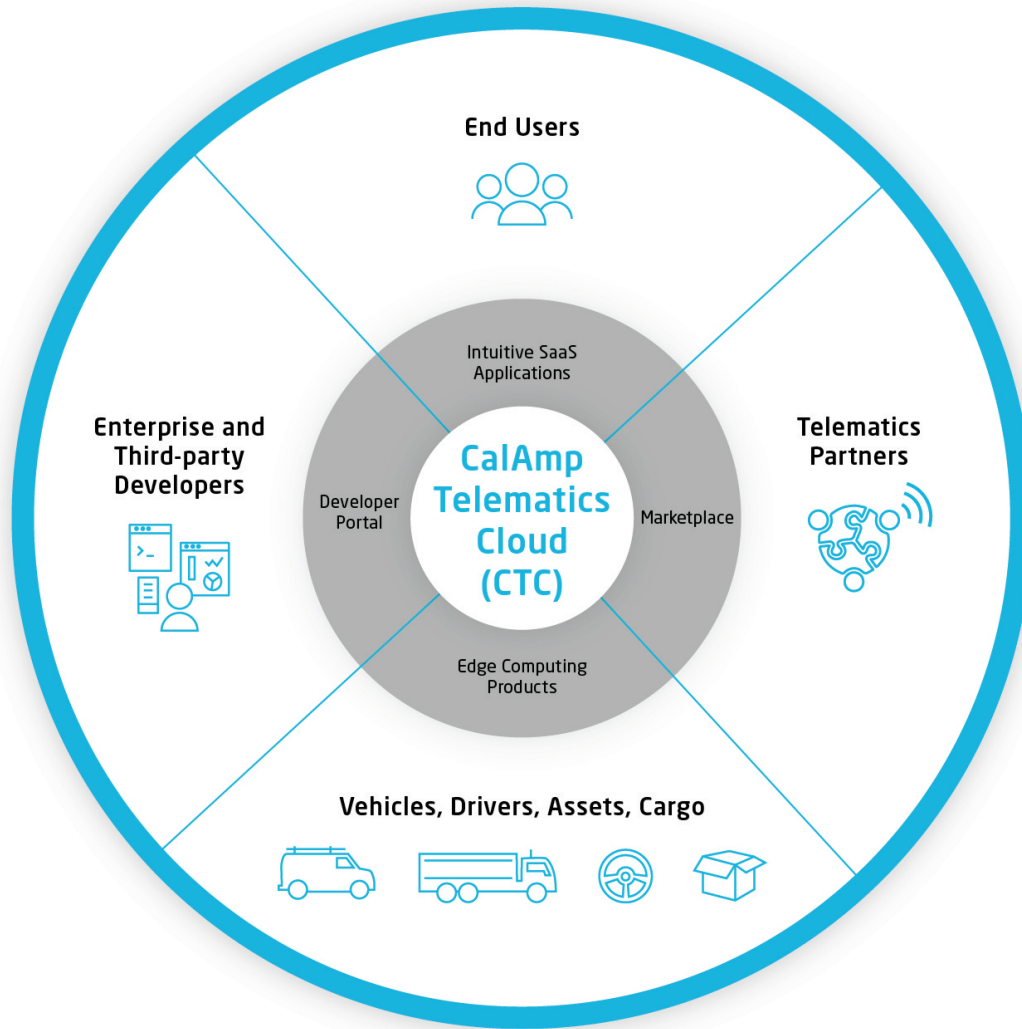 End Users
Intuitive SaaS
Applications
Enterprise and
Third-party
Developers
Developer
Portal
CalAmp
Telematics
Cloud
(CTC)
Marketplace
Telematics
Partners
Edge Computing
Products
Vehicles, Drivers, Assets, Cargo